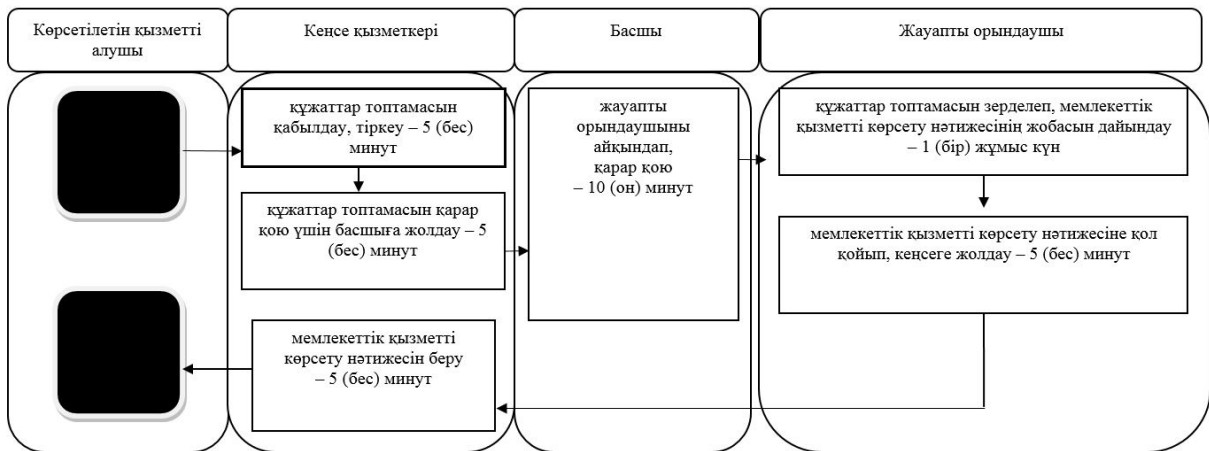 Көрсетілетін қызметті
алушы
Кеңсе қызметкері
Басшы
Жауапты орындаушы
құжаттар топтамасын
қабылдау, тіркеу – 5 (бес)
минут
құжаттар топтамасын қарар
қою үшін басшыға жолдау – 5
(бес) минут
жауапты
орындаушыны
айқындап,
қарар қою
– 10 (он) минут
құжаттар топтамасын зерделеп, мемлекеттік
қызметті көрсету нәтижесінің жобасын дайындау
– 1 (бір) жұмыс күн
мемлекеттік қызметті көрсету нәтижесіне қол
қойып, кеңсеге жолдау – 5 (бес) минут
мемлекеттік қызметті
көрсету нәтижесін беру
– 5 (бес) минут